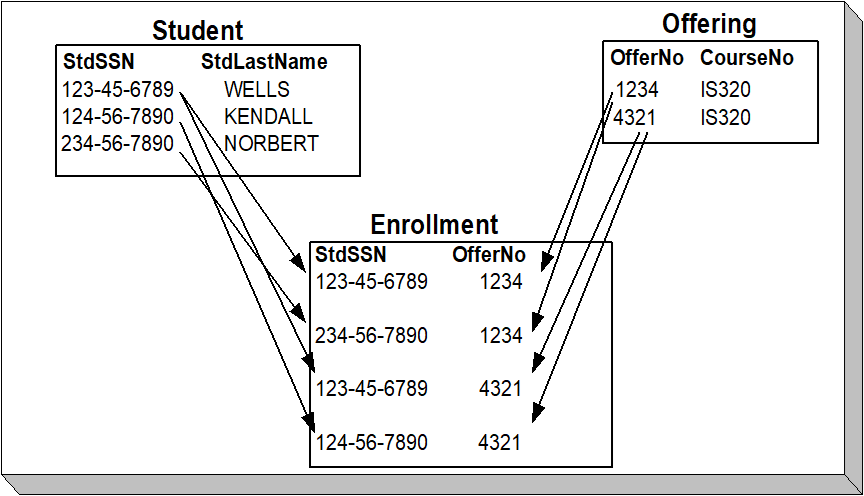 Student
StdSSN StdLastName
123-45-6789 WELLS
124-56-7890 KENDALL
234-56-7890 NORBERT
Offering
OfferNo CourseNo
1234 IS320
4321 IS320
Enrollment
StdSSN OfferNo
123-45-6789 1234
234-56-7890 1234
123-45-6789 4321
124-56-7890 4321